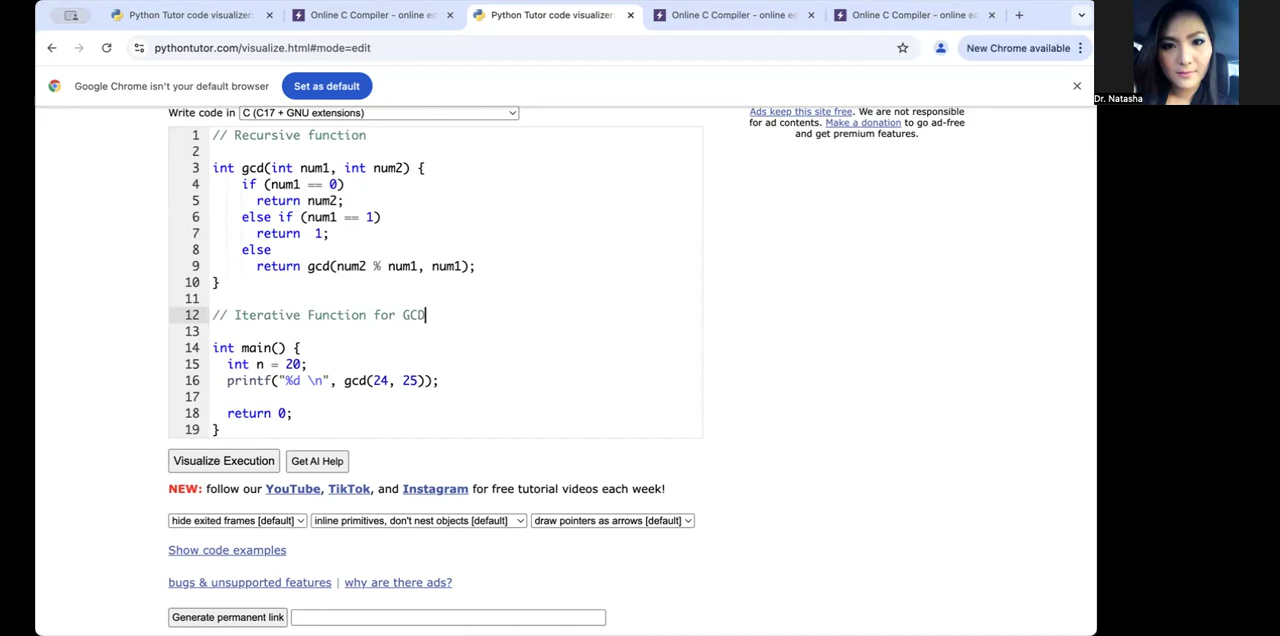 Python Tutor code visualizer:
Online C Compiler - online ed
Python Tutor code visualizer:
Online C Compiler - online ed
Online C Compiler - online ed
pythontutor.com/visualize.html#mode=edit
New Chrome available
Google Chrome isn't your default browser
Set as default
Dr. Natasha
Write code in C (C17 + GNU extensions)
Ads keep this site free. We are not responsible
for ad contents. Make a donation to go ad-free
and get premium features.
1 // Recursive function
2
3 int gcd(int num1, int num2) {
4 if (num1 == 0)
5 return num2;
6 else if (num1 == 1)
7 return 1;
8 else
9 return gcd(num2 % num1, num1);
10 }
11
12 // Iterative Function for GCD
13
14 int main() {
15 int n = 20;
16 printf("%d \n", gcd(24, 25));
17
18 return 0;
19 }
Visualize Execution
Get AI Help
NEW: follow our YouTube, TikTok, and Instagram for free tutorial videos each week!
hide exited frames [default]
inline primitives, don't nest objects [default]
draw pointers as arrows [default]
Show code examples
bugs & unsupported features | why are there ads?
Generate permanent link